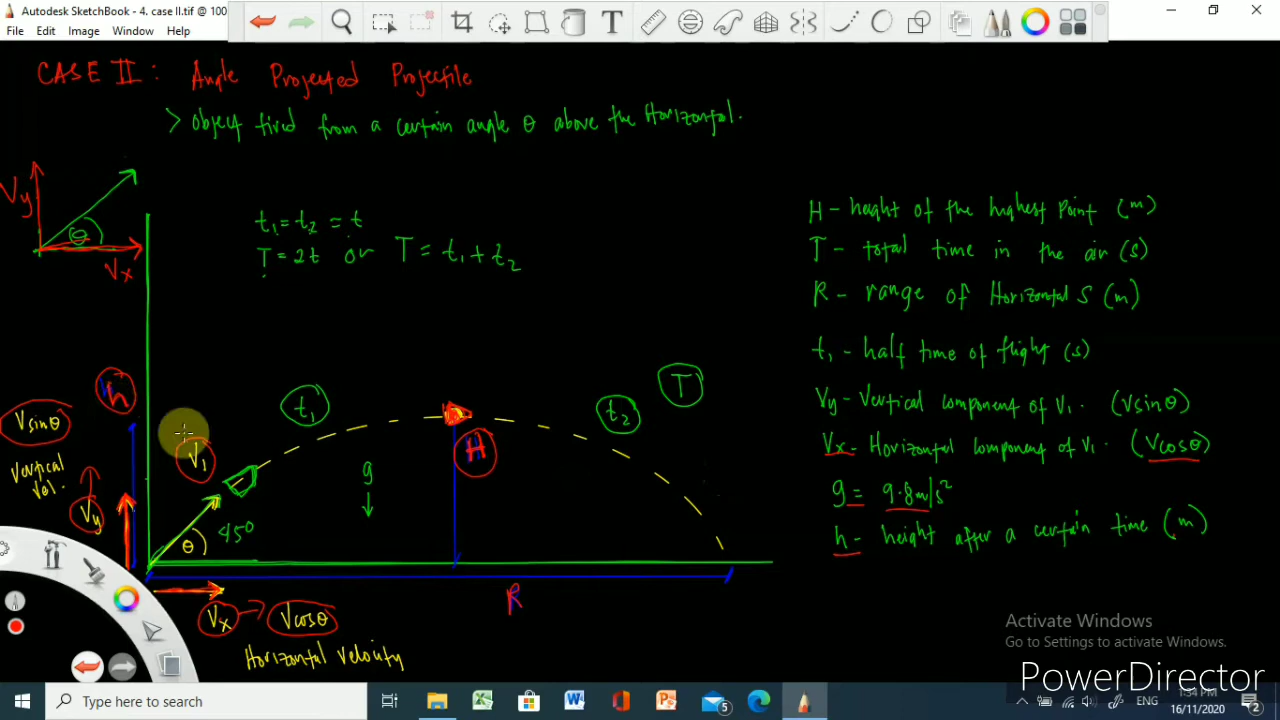 Autodesk SketchBook - 4. case II.tif @ 100
File Edit Image Window Help
CASE II : Angle Projected Projectile
> Object fired from a certain angle θ above the Horizontal.
Vy
θ
Vx
t₁ = t₂ = t
T = 2t or T = t₁ + t₂
H - height of the highest Point (m)
T - total time in the air (s)
R - range of Horizontal S (m)
t₁ - half time of flight (s)
Vy - Vertical component of V₁. (Vsinθ)
Vx - Horizontal component of V₁. (Vcosθ)
g = 9.8m/s²
h - height after a certain time (m)
h
t₁
T
t₂
Vsinθ
Vertical
Vel.
Vy
V₁
H
g
45°
θ
R
Vx → Vcosθ
Horizontal Velocity
Activate Windows
Go to Settings to activate Windows.
PowerDirector
Type here to search
5
ENG
1:34 PM
16/11/2020
2